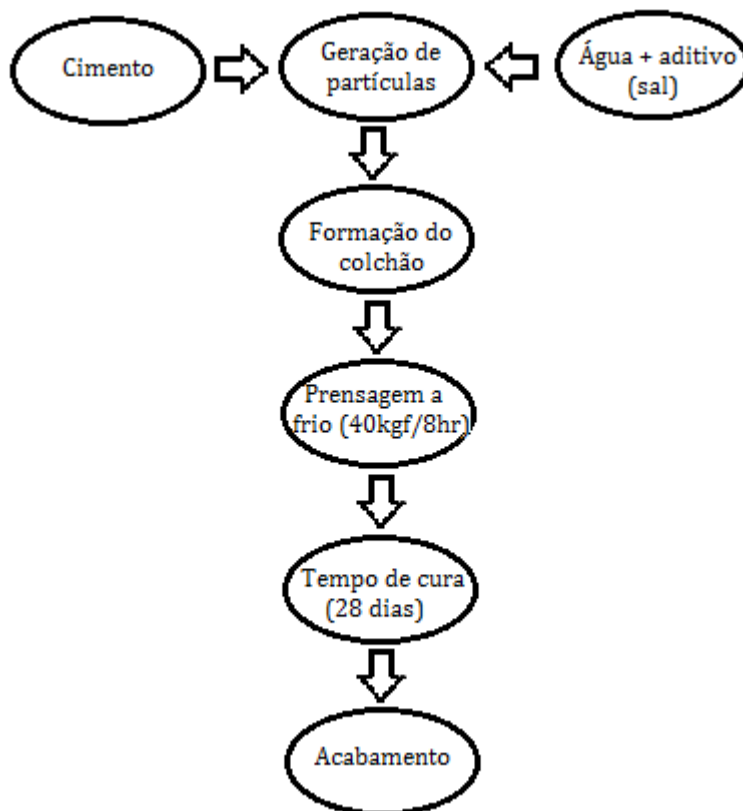 Cimento
Geração de
partículas
Água + aditivo
(sal)
Formação do
colchão
Prensagem a
frio (40kgf/8hr)
Tempo de cura
(28 dias)
Acabamento